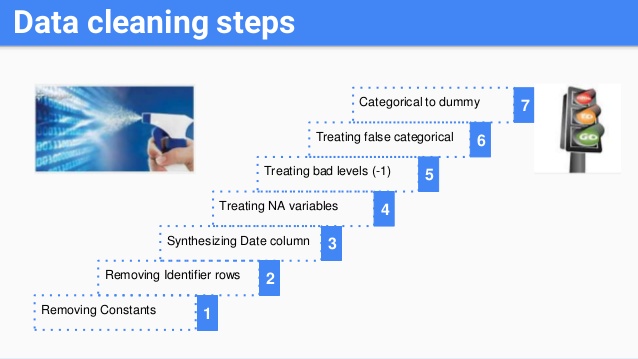 Data cleaning steps
Categorical to dummy 7
Treating false categorical 6
Treating bad levels (-1) 5
Treating NA variables 4
Synthesizing Date column 3
Removing Identifier rows 2
Removing Constants 1
GO